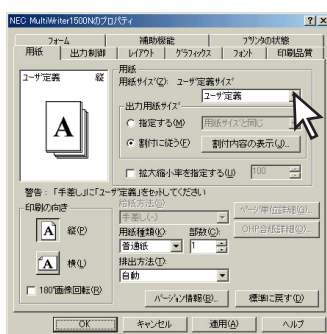 NEC MultiWriter1500Nのプロパティ
フォーム 補助機能 プリンタの状態
用紙 出力制御 レイアウト グラフィックス フォント 印刷品質
ユーザ定義 縦
A
用紙
用紙サイズ(Z): ユーザ定義サイズ
ユーザ定義
出力用紙サイズ
指定する(M) 用紙サイズと同じ
割付に従う(F) 割付内容の表示(J)...
拡大縮小率を指定する(U) 100
警告:「手差し」に「ユーザ定義」をセットしてください
印刷の向き
A 縦(P)
A 横(L)
180°画像回転(R)
給紙方法(S)
手差し(-)
ページ単位詳細(G)...
用紙種類(K): 部数(C):
OHP合紙詳細(Q)...
普通紙 1
排出方法(T):
自動
バージョン情報(B)... 標準に戻す(D)
OK キャンセル 適用(A) ヘルプ